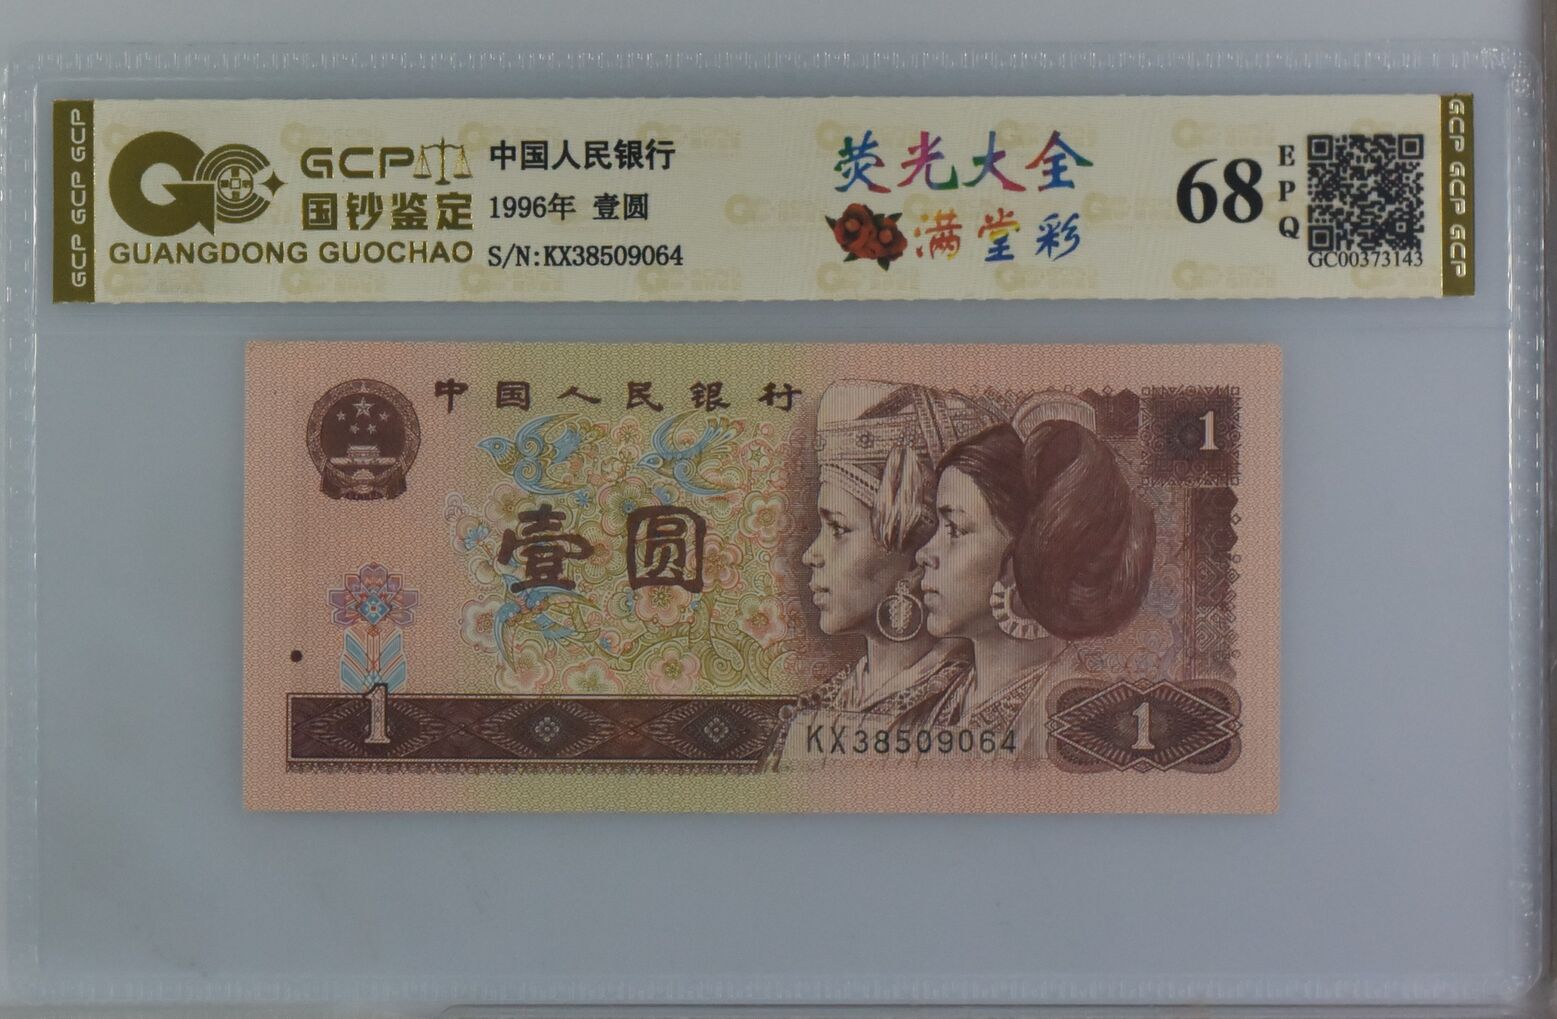 GCP GCP GCP
GCP
国钞鉴定
GUANGDONG GUOCHAO
中国人民银行
1996年 壹圆
S/N:KX38509064
荧光大全
满堂彩
68
EPQ
GC00373143
GCP GCP GCP
中国人民银行
1
壹圆
1
KX38509064
1